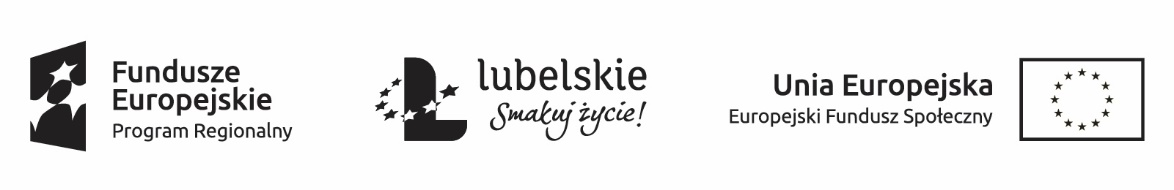 Fundusze
Europejskie
Program Regionalny
lubelskie
Smakuj życie!
Unia Europejska
Europejski Fundusz Społeczny